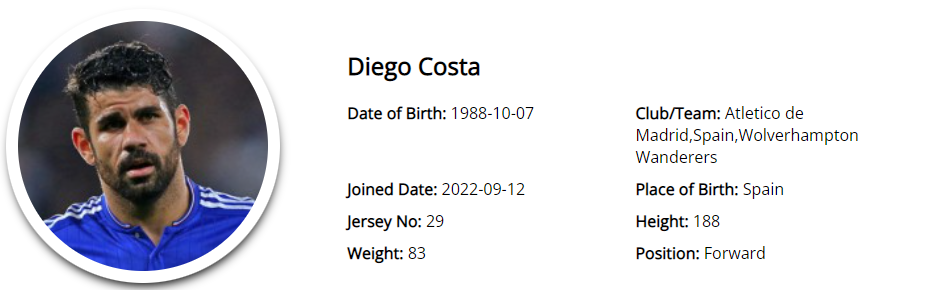 Diego Costa
Date of Birth: 1988-10-07
Club/Team: Atletico de
Madrid,Spain,Wolverhampton
Wanderers
Joined Date: 2022-09-12
Place of Birth: Spain
Jersey No: 29
Height: 188
Weight: 83
Position: Forward